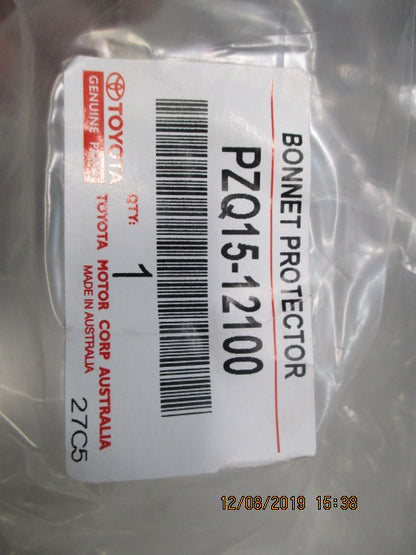 BONNET PROTECTOR
PZQ15-12100
QTY: 1
TOYOTA
GENUINE
TOYOTA MOTOR CORP AUSTRALIA
MADE IN AUSTRALIA
27C5
12/08/2019 15:38